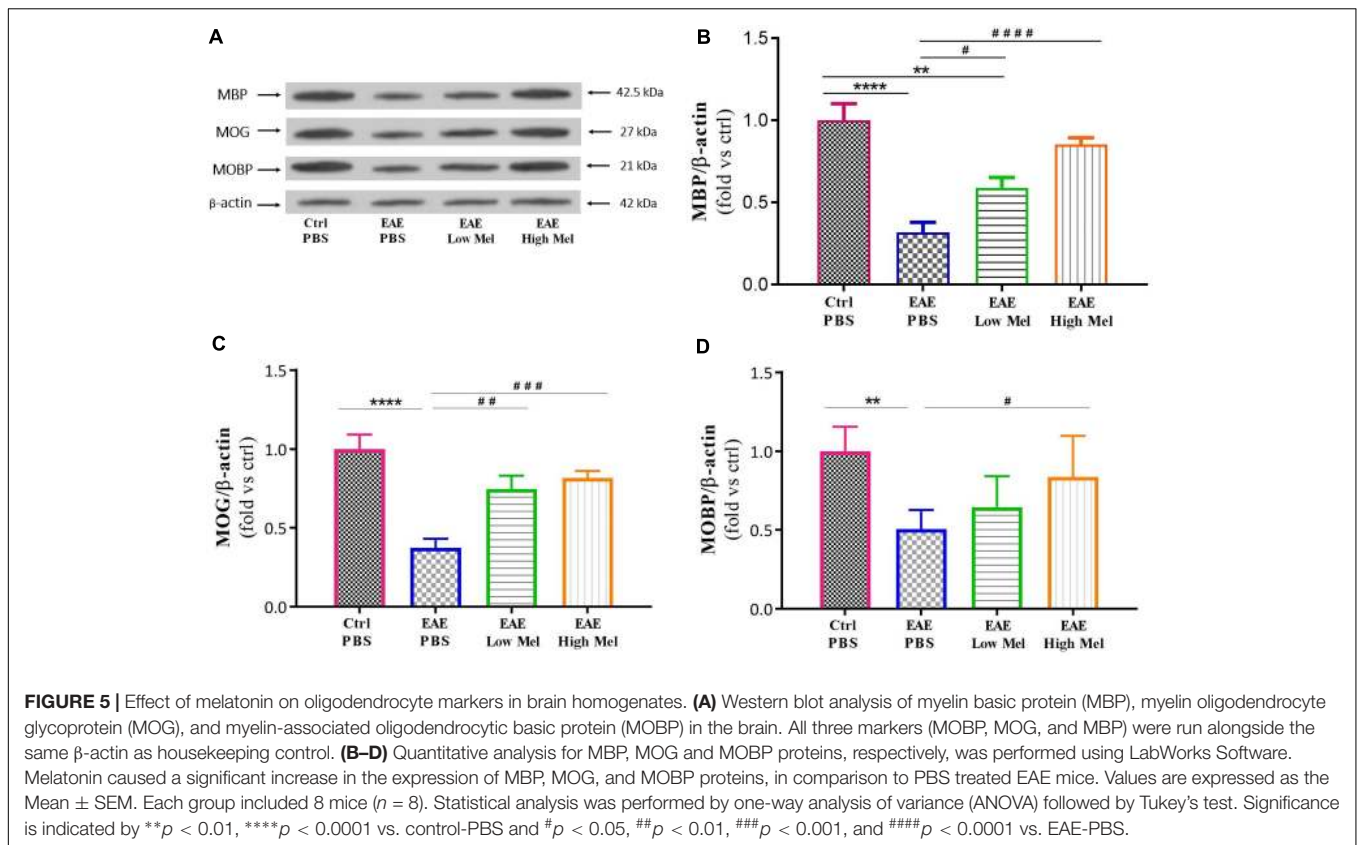 A
MBP
42.5 kDa
MOG
27 kDa
MOBP
21 kDa
β-actin
42 kDa
Ctrl EAE EAE EAE
PBS PBS Low Mel High Mel
B
# # # #
#
**
****
MBP/β-actin
(fold vs ctrl)
1.5
1.0
0.5
0.0
Ctrl EAE EAE EAE
PBS PBS Low Mel High Mel
C
# # #
****
# #
MOG/β-actin
(fold vs ctrl)
1.5
1.0
0.5
0.0
Ctrl EAE EAE EAE
PBS PBS Low Mel High Mel
D
**
#
MOBP/β-actin
(fold vs ctrl)
1.5
1.0
0.5
0.0
Ctrl EAE EAE EAE
PBS PBS Low Mel High Mel
FIGURE 5 | Effect of melatonin on oligodendrocyte markers in brain homogenates. (A) Western blot analysis of myelin basic protein (MBP), myelin oligodendrocyte
glycoprotein (MOG), and myelin-associated oligodendrocytic basic protein (MOBP) in the brain. All three markers (MOBP, MOG, and MBP) were run alongside the
same β-actin as housekeeping control. (B–D) Quantitative analysis for MBP, MOG and MOBP proteins, respectively, was performed using LabWorks Software.
Melatonin caused a significant increase in the expression of MBP, MOG, and MOBP proteins, in comparison to PBS treated EAE mice. Values are expressed as the
Mean ± SEM. Each group included 8 mice (n = 8). Statistical analysis was performed by one-way analysis of variance (ANOVA) followed by Tukey's test. Significance
is indicated by **p < 0.01, ****p < 0.0001 vs. control-PBS and #p < 0.05, ##p < 0.01, ###p < 0.001, and ####p < 0.0001 vs. EAE-PBS.